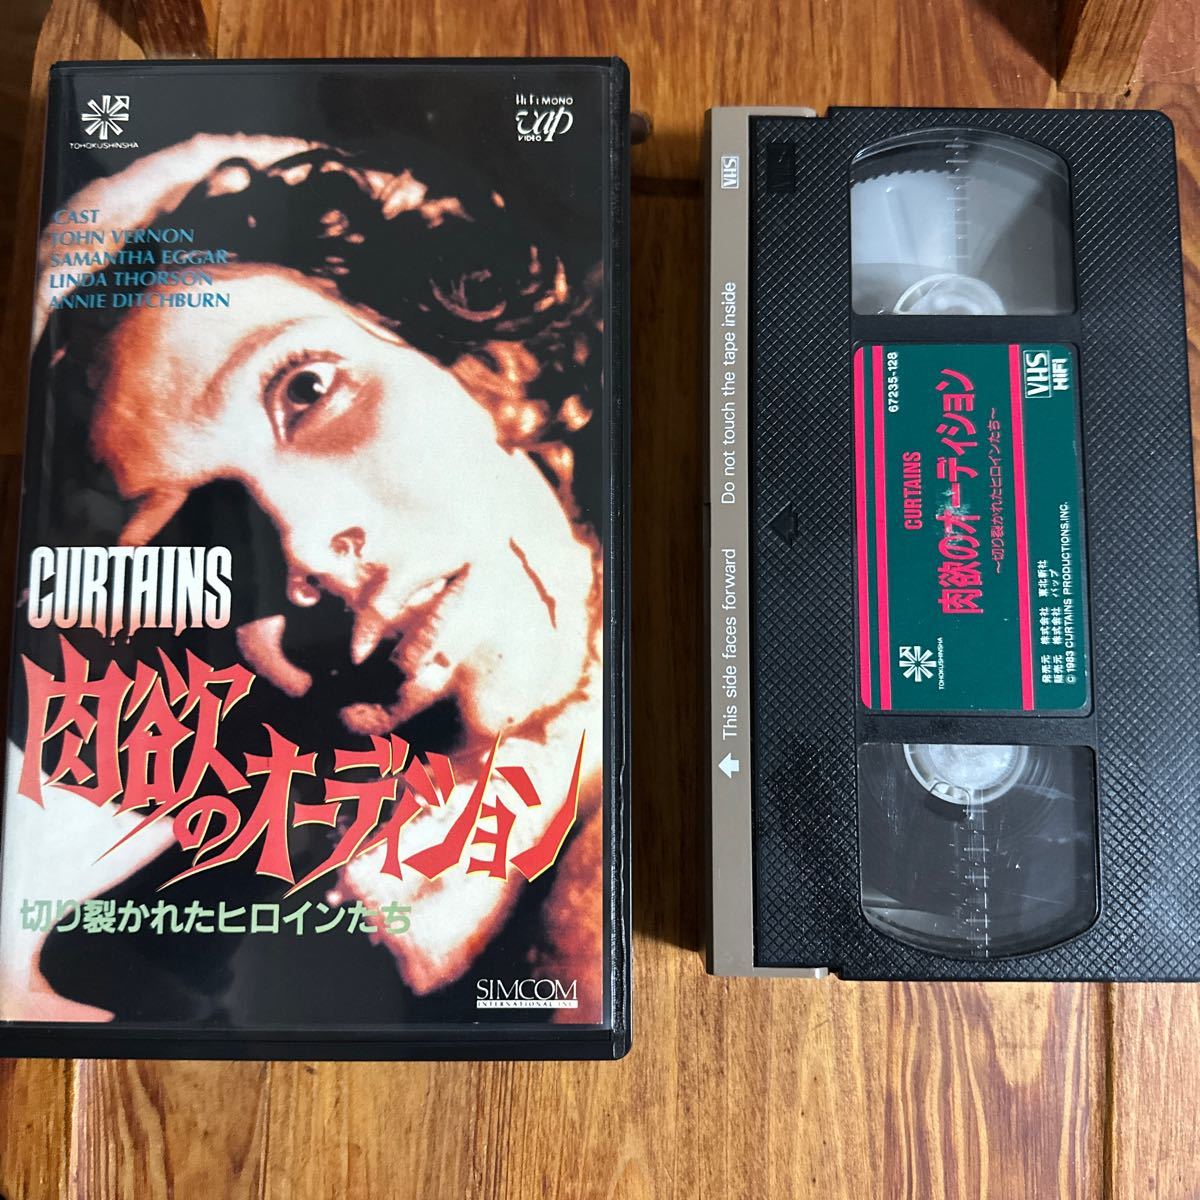 TOHOKUSHINSHA
Hi Fi MONO
vap
VIDEO
CAST
JOHN VERNON
SAMANTHA EGGAR
LINDA THORSON
ANNIE DITCHBURN
CURTAINS
肉欲のオーディション
切り裂かれたヒロインたち
SIMCOM
INTERNATIONAL INC
VHS
Do not touch the tape inside
This side faces forward
VHS
67235-128
VHS
HiFi
CURTAINS
肉欲のオーディション
〜切り裂かれたヒロインたち〜
TOHOKUSHINSHA
発売元 株式会社 東北新社
販売元 株式会社 バップ
© 1983 CURTAINS PRODUCTIONS, INC.